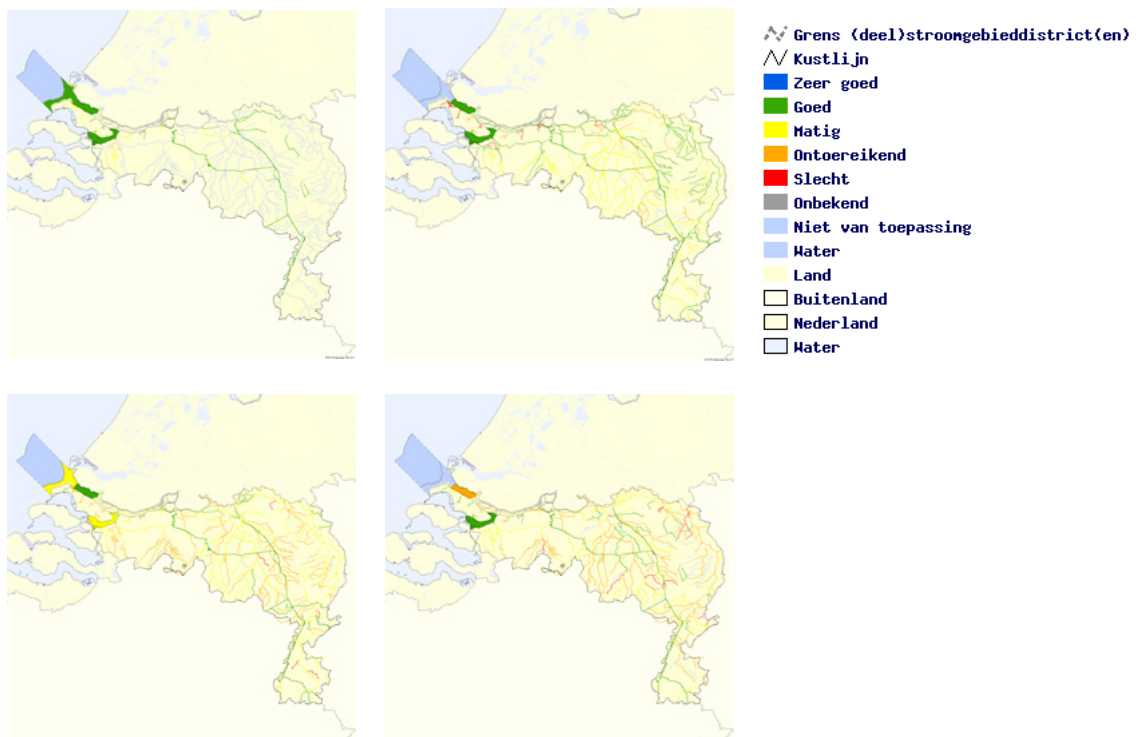 Grens (deel)stroomgebieddistrict(en)
Kustlijn
Zeer goed
Goed
Matig
Ontoereikend
Slecht
Onbekend
Niet van toepassing
Water
Land
Buitenland
Nederland
Water